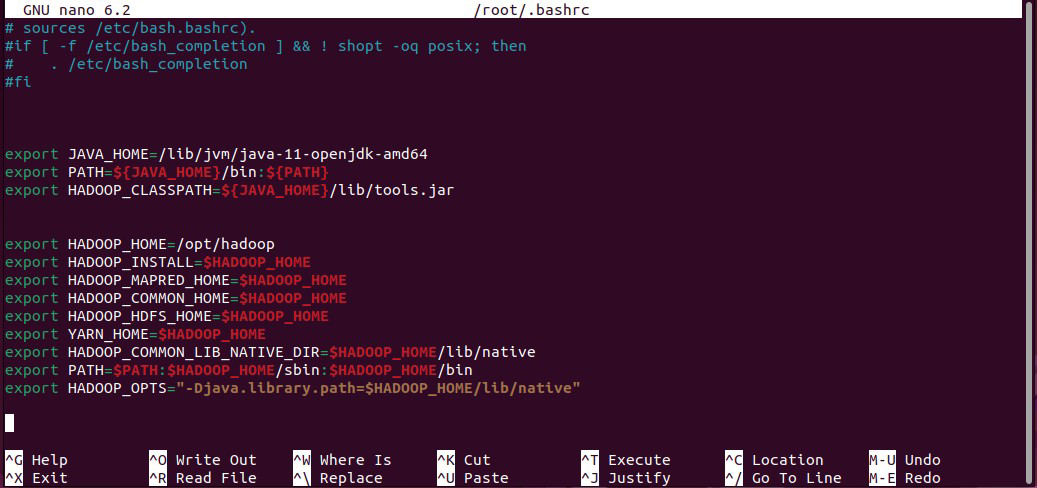 GNU nano 6.2 /root/.bashrc
# sources /etc/bash.bashrc).
#if [ -f /etc/bash_completion ] && ! shopt -oq posix; then
#    . /etc/bash_completion
#fi
export JAVA_HOME=/lib/jvm/java-11-openjdk-amd64
export PATH=${JAVA_HOME}/bin:${PATH}
export HADOOP_CLASSPATH=${JAVA_HOME}/lib/tools.jar
export HADOOP_HOME=/opt/hadoop
export HADOOP_INSTALL=$HADOOP_HOME
export HADOOP_MAPRED_HOME=$HADOOP_HOME
export HADOOP_COMMON_HOME=$HADOOP_HOME
export HADOOP_HDFS_HOME=$HADOOP_HOME
export YARN_HOME=$HADOOP_HOME
export HADOOP_COMMON_LIB_NATIVE_DIR=$HADOOP_HOME/lib/native
export PATH=$PATH:$HADOOP_HOME/sbin:$HADOOP_HOME/bin
export HADOOP_OPTS="-Djava.library.path=$HADOOP_HOME/lib/native"
^G Help ^O Write Out ^W Where Is ^K Cut ^T Execute ^C Location M-U Undo
^X Exit ^R Read File ^\ Replace ^U Paste ^J Justify ^/ Go To Line M-E Redo